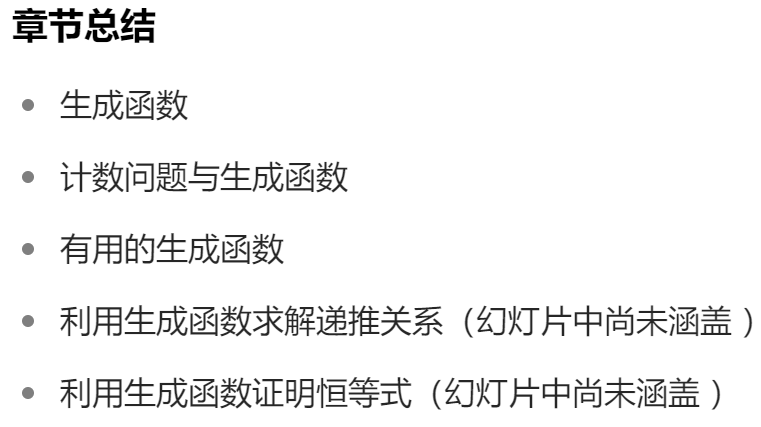 章节总结
生成函数
计数问题与生成函数
有用的生成函数
利用生成函数求解递推关系（幻灯片中尚未涵盖 ）
利用生成函数证明恒等式（幻灯片中尚未涵盖 ）